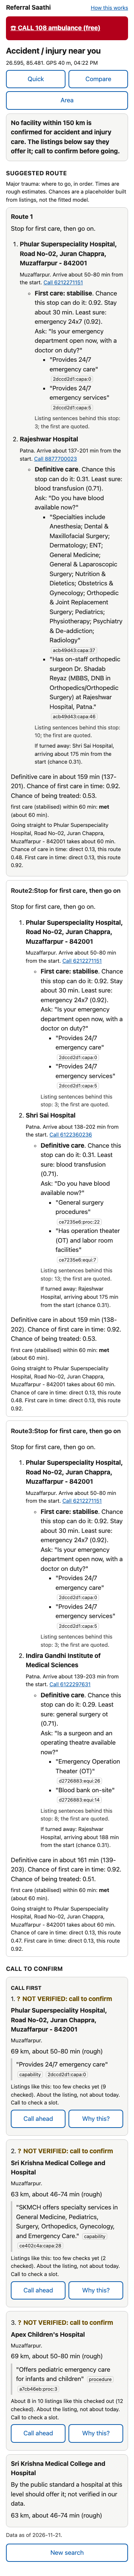 Referral Saathi
How this works
☎ CALL 108 ambulance (free)
Accident / injury near you
26.595, 85.481. GPS 40 m, 04:22 PM
Quick
Compare
Area
No facility within 150 km is
confirmed for accident and injury
care. The listings below say they
offer it; call to confirm before going.
SUGGESTED ROUTE
Major trauma: where to go, in order. Times are
rough estimates. Chances are a placeholder built
from listings, not the fitted model.
Route 1
Stop for first care, then go on.
1. Phular Superspeciality Hospital,
Road No-02, Juran Chappra,
Muzaffarpur - 842001
Muzaffarpur. Arrive about 50-80 min from
the start. Call 6212271151
First care: stabilise. Chance
this stop can do it: 0.92. Stay
about 30 min. Least sure:
emergency 24x7 (0.92).
Ask: "Is your emergency
department open now, with a
doctor on duty?"
"Provides 24/7
emergency care"
2dccd2d1:capa:0
"Provides 24/7
emergency services"
2dccd2d1:capa:5
Listing sentences behind this stop:
3; the first are quoted.
2. Rajeshwar Hospital
Patna. Arrive about 137-201 min from the
start. Call 8877700023
Definitive care. Chance this
stop can do it: 0.31. Least sure:
blood transfusion (0.71).
Ask: "Do you have blood
available now?"
"Specialties include
Anesthesia; Dental &
Maxillofacial Surgery;
Dermatology; ENT;
General Medicine;
General & Laparoscopic
Surgery; Nutrition &
Dietetics; Obstetrics &
Gynecology; Orthopedic
& Joint Replacement
Surgery; Pediatrics;
Physiotherapy; Psychiatry
& De-addiction;
Radiology"
acb49d43:capa:37
"Has on-staff orthopedic
surgeon Dr. Shadab
Reyaz (MBBS, DNB in
Orthopedics/Orthopedic
Surgery) at Rajeshwar
Hospital, Patna."
acb49d43:capa:46
Listing sentences behind this stop:
10; the first are quoted.
If turned away: Shri Sai Hospital,
arriving about 175 min from the
start (chance 0.31).
Definitive care in about 159 min (137-
201). Chance of first care in time: 0.92.
Chance of being treated: 0.53.
first care (stabilised) within 60 min: met
(about 60 min).
Going straight to Phular Superspeciality
Hospital, Road No-02, Juran Chappra,
Muzaffarpur - 842001 takes about 60 min.
Chance of care in time: direct 0.13, this route
0.48. First care in time: direct 0.13, this route
0.92.
Route2:Stop for first care, then go on
Stop for first care, then go on.
1. Phular Superspeciality Hospital,
Road No-02, Juran Chappra,
Muzaffarpur - 842001
Muzaffarpur. Arrive about 50-80 min
from the start. Call 6212271151
First care: stabilise. Chance
this stop can do it: 0.92. Stay
about 30 min. Least sure:
emergency 24x7 (0.92).
Ask: "Is your emergency
department open now, with a
doctor on duty?"
"Provides 24/7
emergency care"
2dccd2d1:capa:0
"Provides 24/7
emergency services"
2dccd2d1:capa:5
Listing sentences behind this
stop: 3; the first are quoted.
2. Shri Sai Hospital
Patna. Arrive about 138-202 min from
the start. Call 6122360236
Definitive care. Chance this
stop can do it: 0.31. Least
sure: blood transfusion
(0.71).
Ask: "Do you have blood
available now?"
"General surgery
procedures"
ce7235e6:proc:22
"Has operation theater
(OT) and labor room
facilities"
ce7235e6:equi:7
Listing sentences behind this
stop: 13; the first are quoted.
If turned away: Rajeshwar
Hospital, arriving about 175 min
from the start (chance 0.31).
Definitive care in about 159 min (138-
202). Chance of first care in time: 0.92.
Chance of being treated: 0.53.
first care (stabilised) within 60 min: met
(about 60 min).
Going straight to Phular Superspeciality
Hospital, Road No-02, Juran Chappra,
Muzaffarpur - 842001 takes about 60 min.
Chance of care in time: direct 0.13, this route
0.48. First care in time: direct 0.13, this route
0.92.
Route3:Stop for first care, then go on
Stop for first care, then go on.
1. Phular Superspeciality Hospital,
Road No-02, Juran Chappra,
Muzaffarpur - 842001
Muzaffarpur. Arrive about 50-80 min
from the start. Call 6212271151
First care: stabilise. Chance
this stop can do it: 0.92. Stay
about 30 min. Least sure:
emergency 24x7 (0.92).
Ask: "Is your emergency
department open now, with a
doctor on duty?"
"Provides 24/7
emergency care"
2dccd2d1:capa:0
"Provides 24/7
emergency services"
2dccd2d1:capa:5
Listing sentences behind this
stop: 3; the first are quoted.
2. Indira Gandhi Institute of
Medical Sciences
Patna. Arrive about 139-203 min from
the start. Call 6122297631
Definitive care. Chance this
stop can do it: 0.29. Least
sure: general surgery ot
(0.71).
Ask: "Is a surgeon and an
operating theatre available
now?"
"Emergency Operation
Theater (OT)"
d2726883:equi:26
"Blood bank on-site"
d2726883:equi:14
Listing sentences behind this
stop: 8; the first are quoted.
If turned away: Rajeshwar
Hospital, arriving about 188 min
from the start (chance 0.31).
Definitive care in about 161 min (139-
203). Chance of first care in time: 0.92.
Chance of being treated: 0.51.
first care (stabilised) within 60 min: met
(about 60 min).
Going straight to Phular Superspeciality
Hospital, Road No-02, Juran Chappra,
Muzaffarpur - 842001 takes about 60 min.
Chance of care in time: direct 0.13, this route
0.47. First care in time: direct 0.13, this route
0.92.
CALL TO CONFIRM
CALL FIRST
1. ? NOT VERIFIED: call to confirm
Phular Superspeciality Hospital,
Road No-02, Juran Chappra,
Muzaffarpur - 842001
Muzaffarpur.
69 km, about 50-80 min (rough)
"Provides 24/7 emergency care"
capability 2dccd2d1:capa:0
Listings like this: too few checks yet (9
checked). About the listing, not about today.
Call to check a slot.
Call ahead
Why this?
2. ? NOT VERIFIED: call to confirm
Sri Krishna Medical College and
Hospital
Muzaffarpur.
63 km, about 46-74 min (rough)
"SKMCH offers specialty services in
General Medicine, Pediatrics,
Surgery, Orthopedics, Gynecology,
and Emergency Care." capability
ce402c4a:capa:28
Listings like this: too few checks yet (2
checked). About the listing, not about today.
Call to check a slot.
Call ahead
Why this?
3. ? NOT VERIFIED: call to confirm
Apex Children's Hospital
Muzaffarpur.
69 km, about 50-80 min (rough)
"Offers pediatric emergency care
for infants and children" procedure
a7cb46eb:proc:3
About 8 in 10 listings like this checked out (12
checked). About the listing, not about today.
Call to check a slot.
Call ahead
Why this?
Sri Krishna Medical College and
Hospital
By the public standard a hospital at this
level should offer it; not verified in our
data.
63 km, about 46-74 min (rough)
Data as of 2026-11-21.
New search